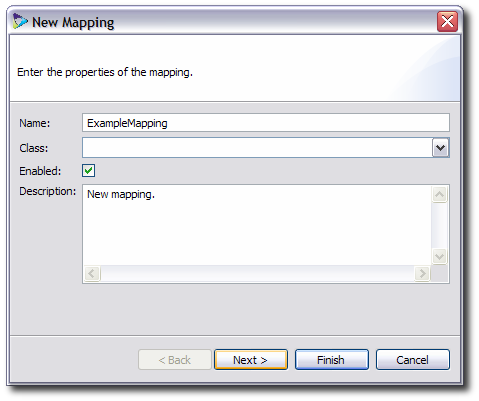 New Mapping
Enter the properties of the mapping.
Name: ExampleMapping
Class:
Enabled:
Description: New mapping.
< Back Next > Finish Cancel